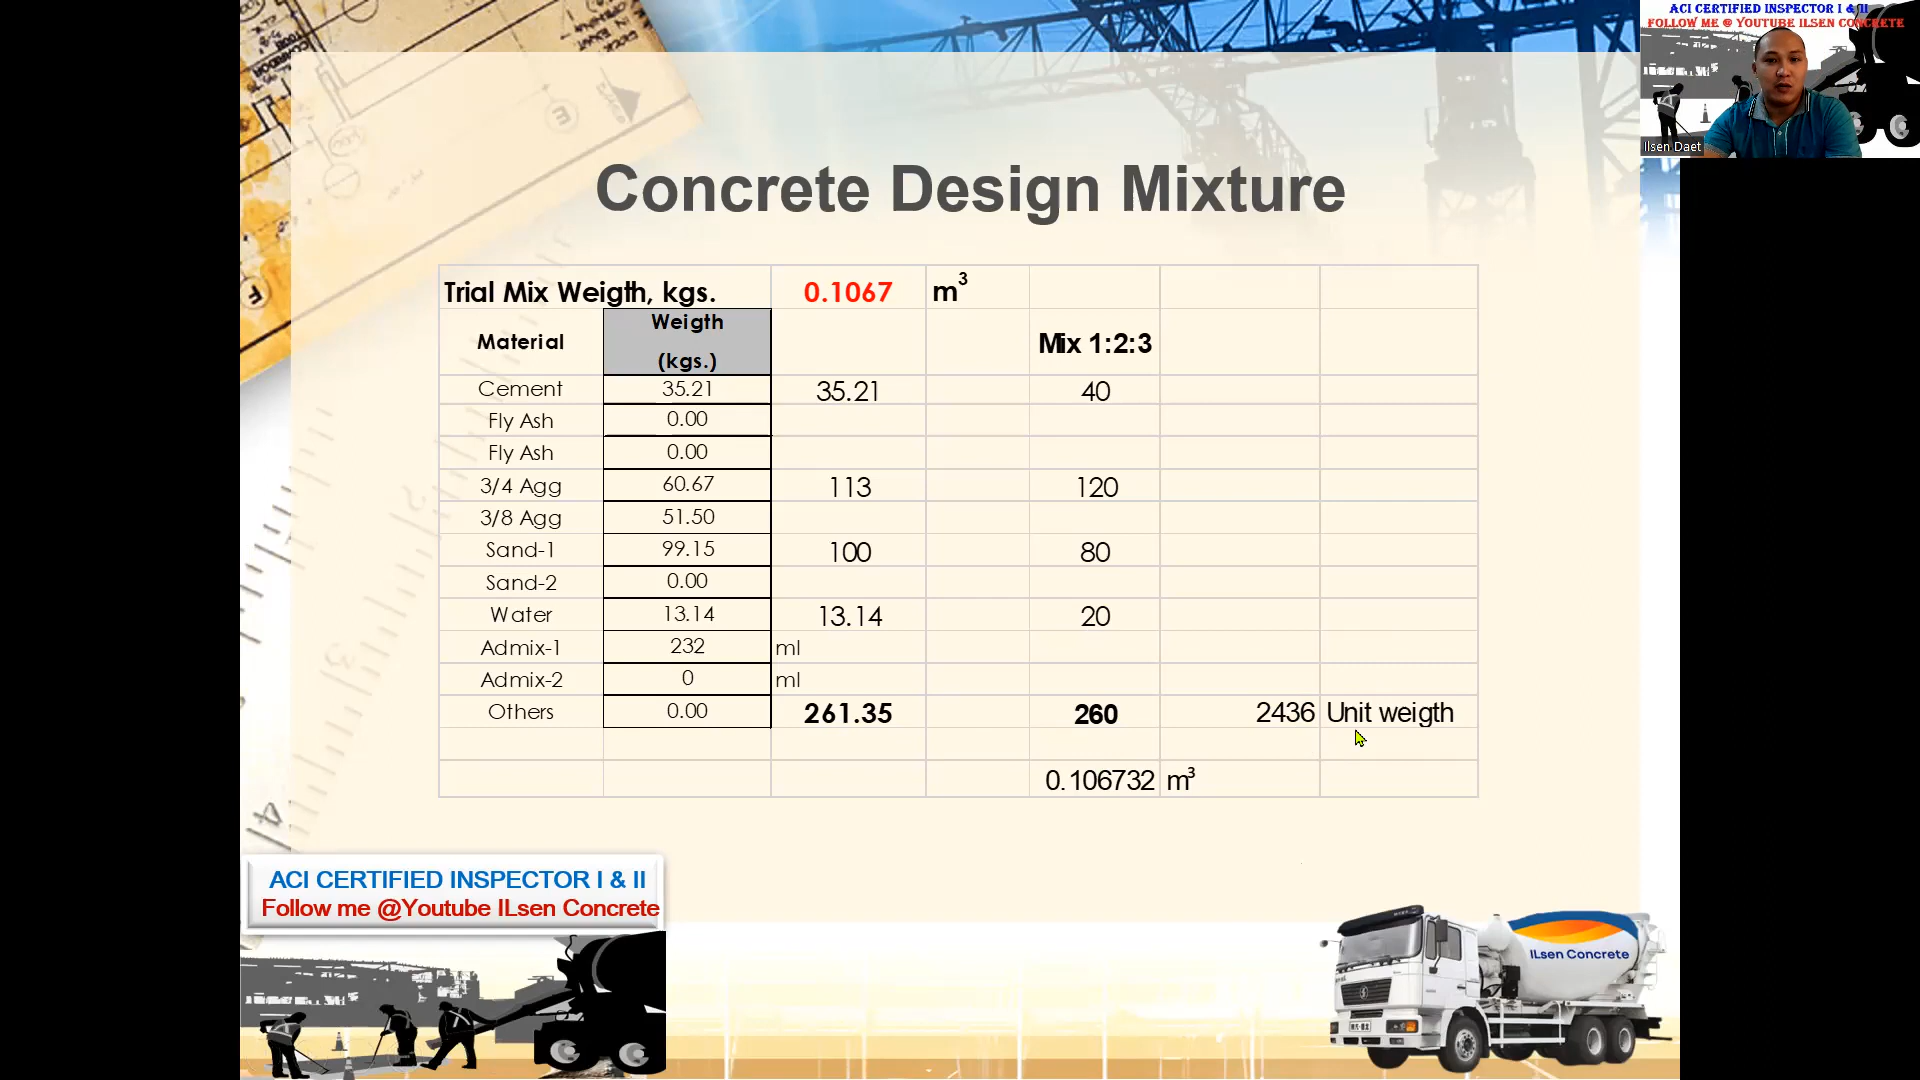 ACI CERTIFIED INSPECTOR I & II
FOLLOW ME @ YOUTUBE ILSEN CONCRETE
Ilsen Daet
Concrete Design Mixture
Trial Mix Weigth, kgs. 0.1067 m³
Material Weigth (kgs.) Mix 1:2:3
Cement 35.21 35.21 40
Fly Ash 0.00
Fly Ash 0.00
3/4 Agg 60.67 113 120
3/8 Agg 51.50
Sand-1 99.15 100 80
Sand-2 0.00
Water 13.14 13.14 20
Admix-1 232 ml
Admix-2 0 ml
Others 0.00 261.35 260 2436 Unit weigth
0.106732 m³
ACI CERTIFIED INSPECTOR I & II
Follow me @Youtube ILsen Concrete
ILsen Concrete